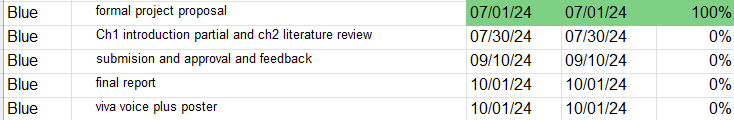 Blue formal project proposal 07/01/24 07/01/24 100%
Blue Ch1 introduction partial and ch2 literature review 07/30/24 07/30/24 0%
Blue submision and approval and feedback 09/10/24 09/10/24 0%
Blue final report 10/01/24 10/01/24 0%
Blue viva voice plus poster 10/01/24 10/01/24 0%